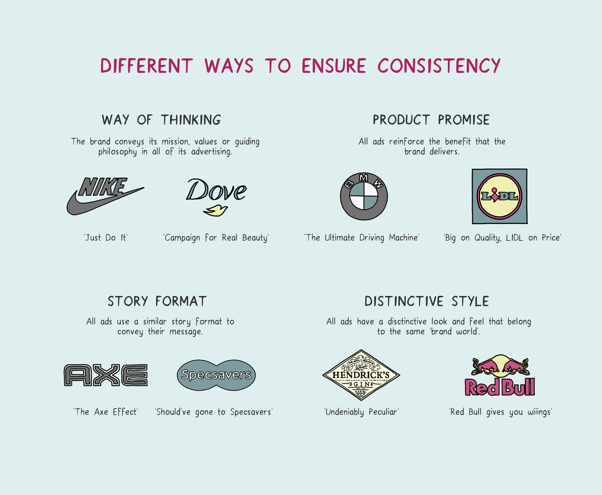 DIFFERENT WAYS TO ENSURE CONSISTENCY
WAY OF THINKING
The brand conveys its mission, values or guiding
philosophy in all of its advertising.
NIKE
Dove
'Just Do It'
'Campaign for Real Beauty'
PRODUCT PROMISE
All ads reinforce the benefit that the
brand delivers.
BMW
LIDL
'The Ultimate Driving Machine'
'Big on Quality, LIDL on Price'
STORY FORMAT
All ads use a similar story format to
convey their message.
AXE
Specsavers
'The Axe Effect'
'Should've gone to Specsavers'
DISTINCTIVE STYLE
All ads have a disctinctive look and feel that belong
to the same 'brand world'.
HENDRICK'S
GIN
RedBull
'Undeniably Peculiar'
'Red Bull gives you wiiings'